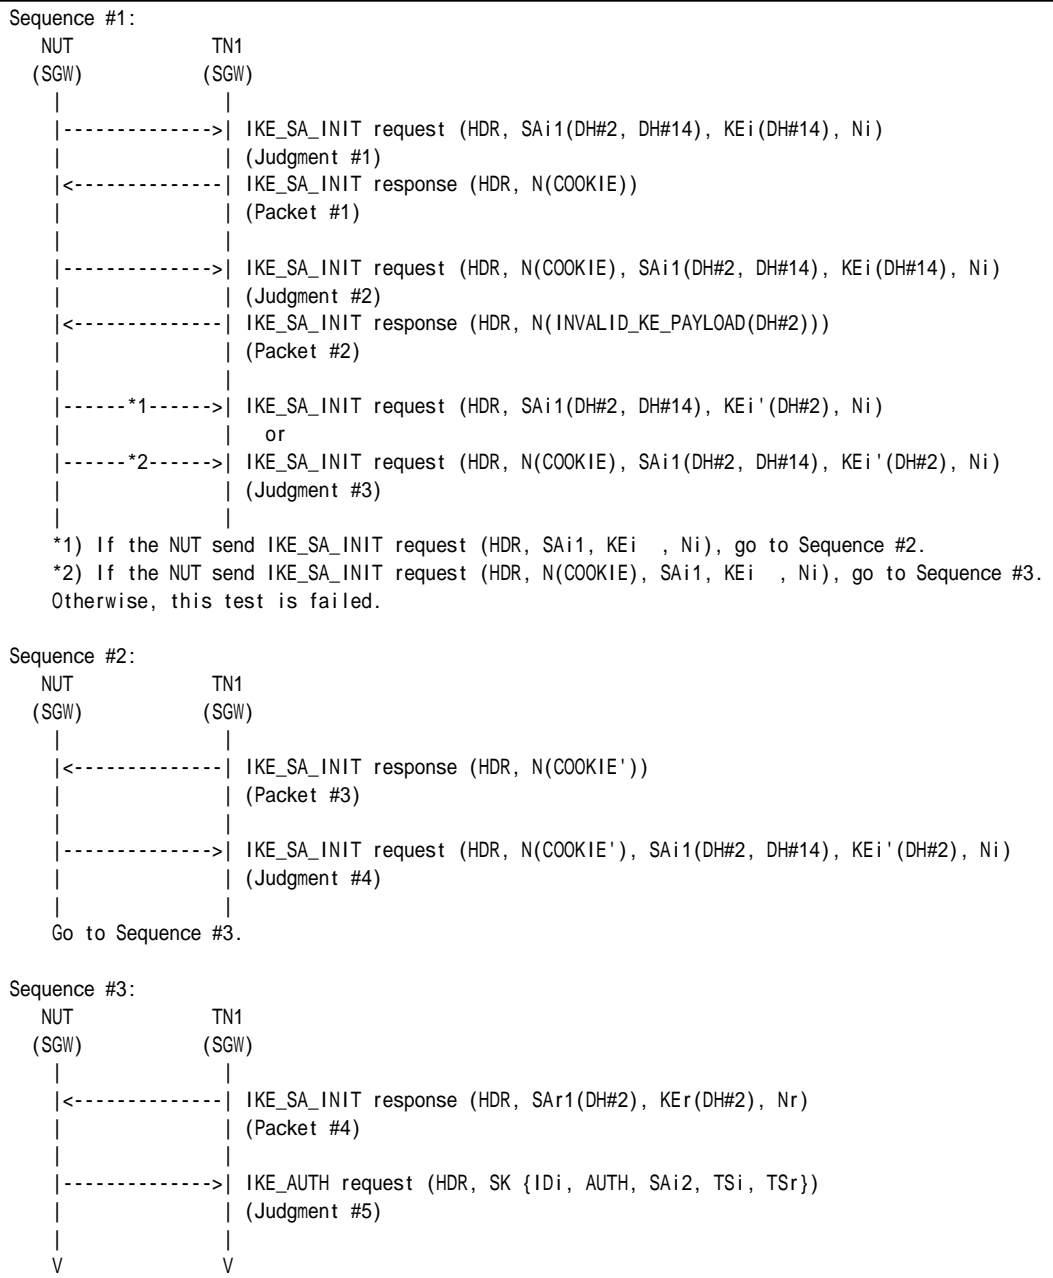 Sequence #1:
NUT TN1
(SGW) (SGW)
| |
|-------------->| IKE_SA_INIT request (HDR, SAi1(DH#2, DH#14), KEi(DH#14), Ni)
| | (Judgment #1)
|<--------------| IKE_SA_INIT response (HDR, N(COOKIE))
| | (Packet #1)
| |
|-------------->| IKE_SA_INIT request (HDR, N(COOKIE), SAi1(DH#2, DH#14), KEi(DH#14), Ni)
| | (Judgment #2)
|<--------------| IKE_SA_INIT response (HDR, N(INVALID_KE_PAYLOAD(DH#2)))
| | (Packet #2)
| |
|------*1------>| IKE_SA_INIT request (HDR, SAi1(DH#2, DH#14), KEi'(DH#2), Ni)
| | or
|------*2------>| IKE_SA_INIT request (HDR, N(COOKIE), SAi1(DH#2, DH#14), KEi'(DH#2), Ni)
| | (Judgment #3)
| |
*1) If the NUT send IKE_SA_INIT request (HDR, SAi1, KEi , Ni), go to Sequence #2.
*2) If the NUT send IKE_SA_INIT request (HDR, N(COOKIE), SAi1, KEi , Ni), go to Sequence #3.
Otherwise, this test is failed.
Sequence #2:
NUT TN1
(SGW) (SGW)
| |
|<--------------| IKE_SA_INIT response (HDR, N(COOKIE'))
| | (Packet #3)
| |
|-------------->| IKE_SA_INIT request (HDR, N(COOKIE'), SAi1(DH#2, DH#14), KEi'(DH#2), Ni)
| | (Judgment #4)
| |
Go to Sequence #3.
Sequence #3:
NUT TN1
(SGW) (SGW)
| |
|<--------------| IKE_SA_INIT response (HDR, SAr1(DH#2), KEr(DH#2), Nr)
| | (Packet #4)
| |
|-------------->| IKE_AUTH request (HDR, SK {IDi, AUTH, SAi2, TSi, TSr})
| | (Judgment #5)
| |
V V